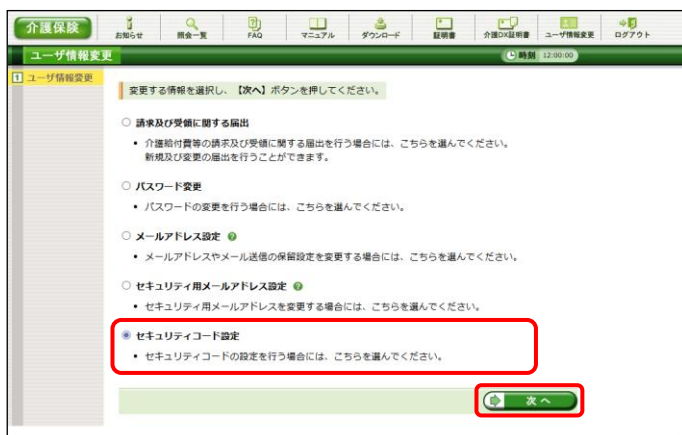 介護保険
お知らせ
照会一覧
FAQ
マニュアル
ダウンロード
証明書
介護DX証明書
ユーザ情報変更
ログアウト
ユーザ情報変更
時刻 12:00:00
1 ユーザ情報変更
変更する情報を選択し、【次へ】ボタンを押してください。
請求及び受領に関する届出
• 介護給付費等の請求及び受領に関する届出を行う場合には、こちらを選んでください。
新規及び変更の届出を行うことができます。
パスワード変更
• パスワードの変更を行う場合には、こちらを選んでください。
メールアドレス設定 ?
• メールアドレスやメール送信の保留設定を変更する場合には、こちらを選んでください。
セキュリティ用メールアドレス設定 ?
• セキュリティ用メールアドレスを変更する場合には、こちらを選んでください。
セキュリティコード設定
• セキュリティコードの設定を行う場合には、こちらを選んでください。
次へ